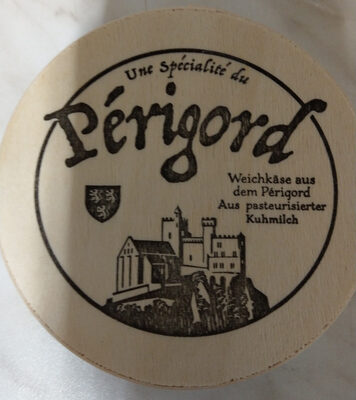 Une Spécialité du
Périgord
Weichkäse aus
dem Périgord
Aus pasteurisierter
Kuhmilch